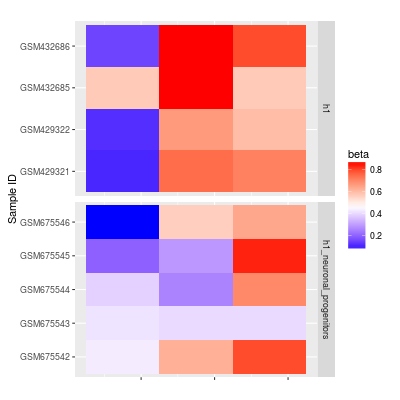 GSM432686
GSM432685
GSM429322
GSM429321
h1
GSM675546
GSM675545
GSM675544
GSM675543
GSM675542
h1_neuronal_progenitors
Sample ID
beta
0.8
0.6
0.4
0.2